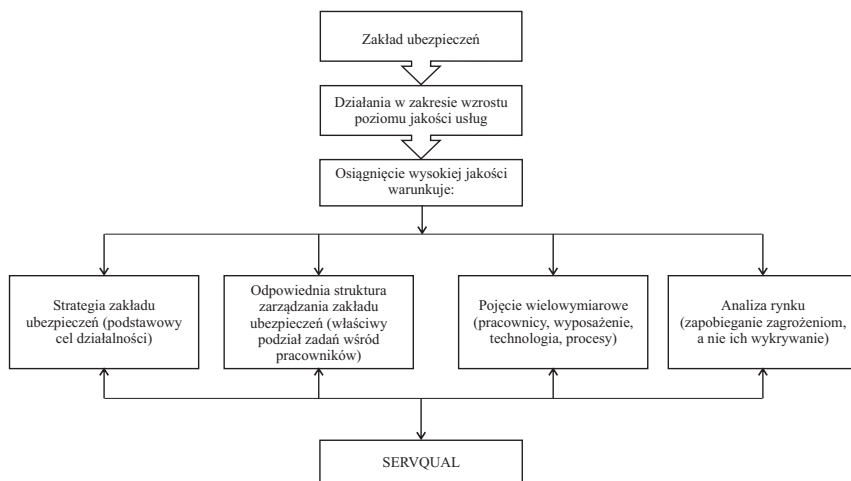 Zakład ubezpieczeń
Działania w zakresie wzrostu
poziomu jakości usług
Osiągnięcie wysokiej jakości
warunkuje:
Strategia zakładu
ubezpieczeń (podstawowy
cel działalności)
Odpowiednia struktura
zarządzania zakładu
ubezpieczeń (właściwy
podział zadań wśród
pracowników)
Pojęcie wielowymiarowe
(pracownicy, wyposażenie,
technologia, procesy)
Analiza rynku
(zapobieganie zagrożeniom,
a nie ich wykrywanie)
SERVQUAL